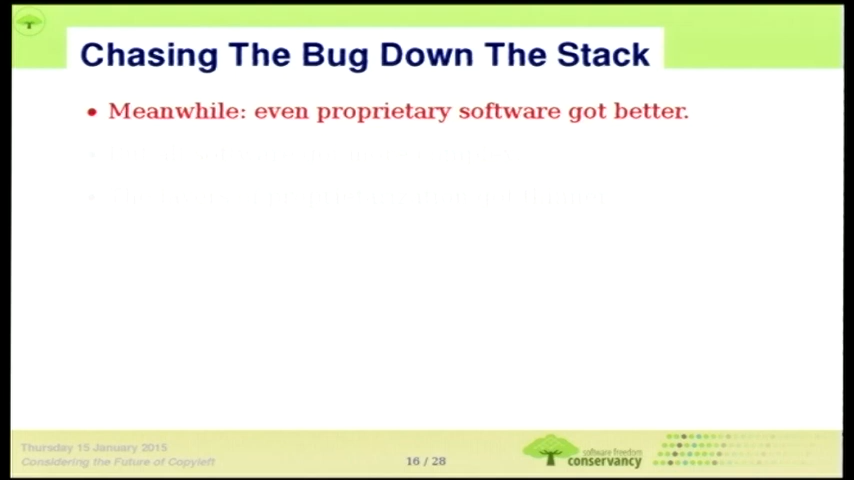 Chasing The Bug Down The Stack
• Meanwhile: even proprietary software got better.
Thursday 15 January 2015
Considering the Future of Copyleft
16 / 28
software freedom
conservancy